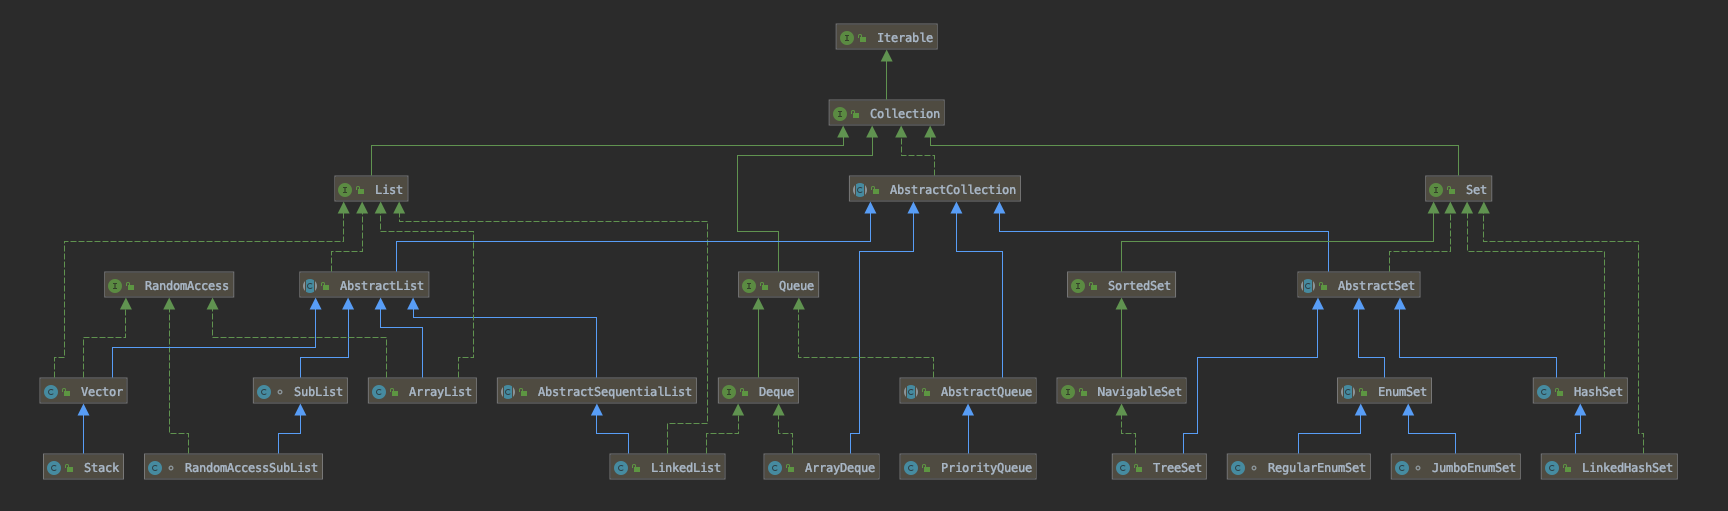 Iterable
Collection
List
AbstractCollection
Set
RandomAccess
AbstractList
Queue
SortedSet
AbstractSet
Vector
SubList
ArrayList
AbstractSequentialList
Deque
AbstractQueue
NavigableSet
EnumSet
HashSet
Stack
RandomAccessSubList
LinkedList
ArrayDeque
PriorityQueue
TreeSet
RegularEnumSet
JumboEnumSet
LinkedHashSet